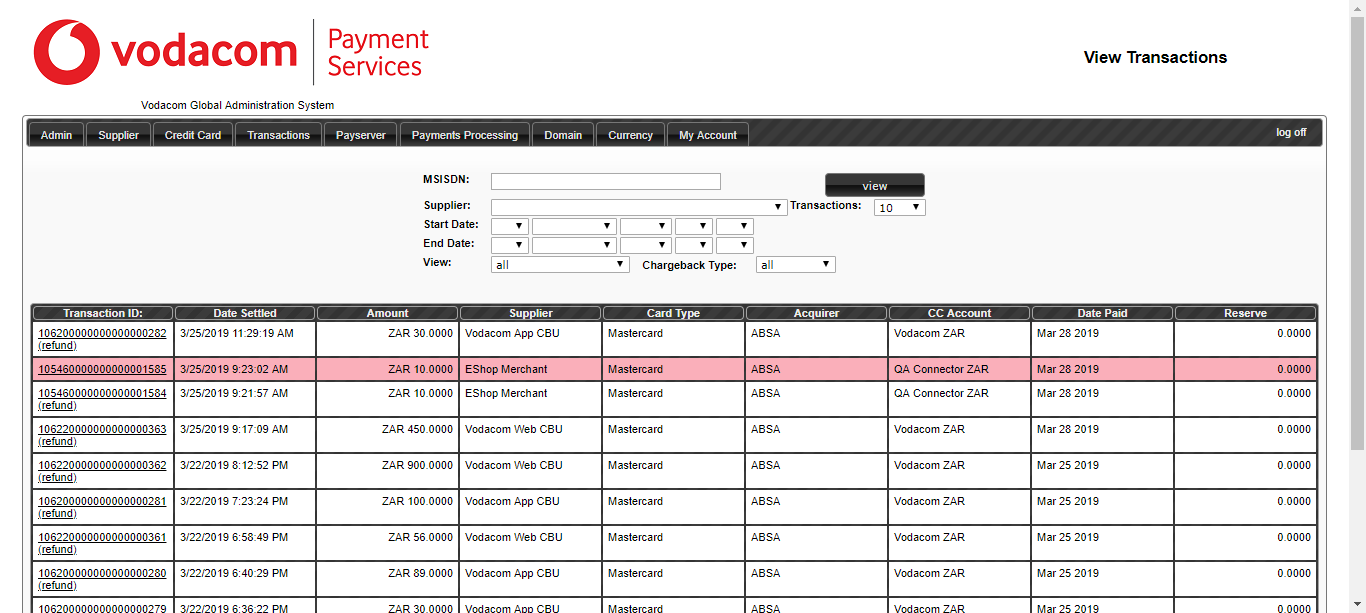 vodacom
Payment
Services
View Transactions
Vodacom Global Administration System
Admin Supplier Credit Card Transactions Payserver Payments Processing Domain Currency My Account log off
MSISDN: view
Supplier: Transactions: 10
Start Date:
End Date:
View: all Chargeback Type: all
Transaction ID: Date Settled Amount Supplier Card Type Acquirer CC Account Date Paid Reserve
106200000000000000282 3/25/2019 11:29:19 AM ZAR 30.0000 Vodacom App CBU Mastercard ABSA Vodacom ZAR Mar 28 2019 0.0000
(refund)
105460000000000001585 3/25/2019 9:23:02 AM ZAR 10.0000 EShop Merchant Mastercard ABSA QA Connector ZAR Mar 28 2019 0.0000
105460000000000001584 3/25/2019 9:21:57 AM ZAR 10.0000 EShop Merchant Mastercard ABSA QA Connector ZAR Mar 28 2019 0.0000
(refund)
106220000000000000363 3/25/2019 9:17:09 AM ZAR 450.0000 Vodacom Web CBU Mastercard ABSA Vodacom ZAR Mar 28 2019 0.0000
(refund)
106220000000000000362 3/22/2019 8:12:52 PM ZAR 900.0000 Vodacom Web CBU Mastercard ABSA Vodacom ZAR Mar 25 2019 0.0000
(refund)
106200000000000000281 3/22/2019 7:23:24 PM ZAR 100.0000 Vodacom App CBU Mastercard ABSA Vodacom ZAR Mar 25 2019 0.0000
(refund)
106220000000000000361 3/22/2019 6:58:49 PM ZAR 56.0000 Vodacom Web CBU Mastercard ABSA Vodacom ZAR Mar 25 2019 0.0000
(refund)
106200000000000000280 3/22/2019 6:40:29 PM ZAR 89.0000 Vodacom App CBU Mastercard ABSA Vodacom ZAR Mar 25 2019 0.0000
(refund)
106200000000000000279 3/22/2019 6:36:22 PM ZAR 30.0000 Vodacom App CBU Mastercard ABSA Vodacom ZAR Mar 25 2019 0.0000